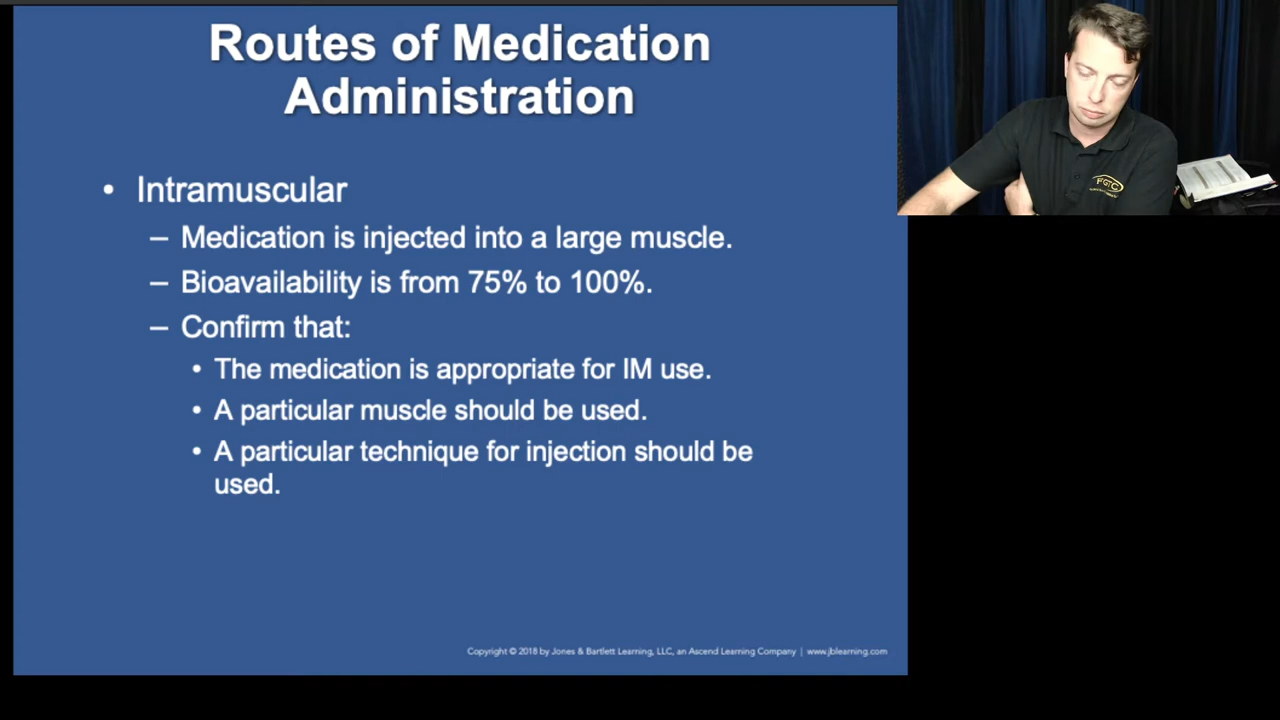 Routes of Medication
Administration
• Intramuscular
– Medication is injected into a large muscle.
– Bioavailability is from 75% to 100%.
– Confirm that:
• The medication is appropriate for IM use.
• A particular muscle should be used.
• A particular technique for injection should be
used.
Copyright © 2018 by Jones & Bartlett Learning, LLC, an Ascend Learning Company | www.jblearning.com